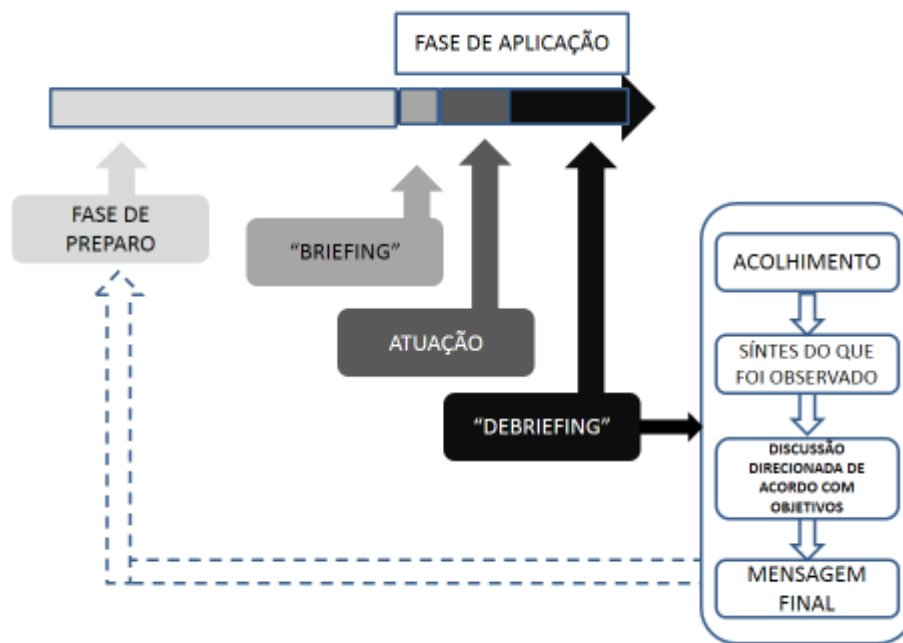 FASE DE APLICAÇÃO
FASE DE
PREPARO
“BRIEFING”
ATUAÇÃO
“DEBRIEFING”
ACOLHIMENTO
SÍNTES DO QUE
FOI OBSERVADO
DISCUSSÃO
DIRECIONADA DE
ACORDO COM
OBJETIVOS
MENSAGEM
FINAL